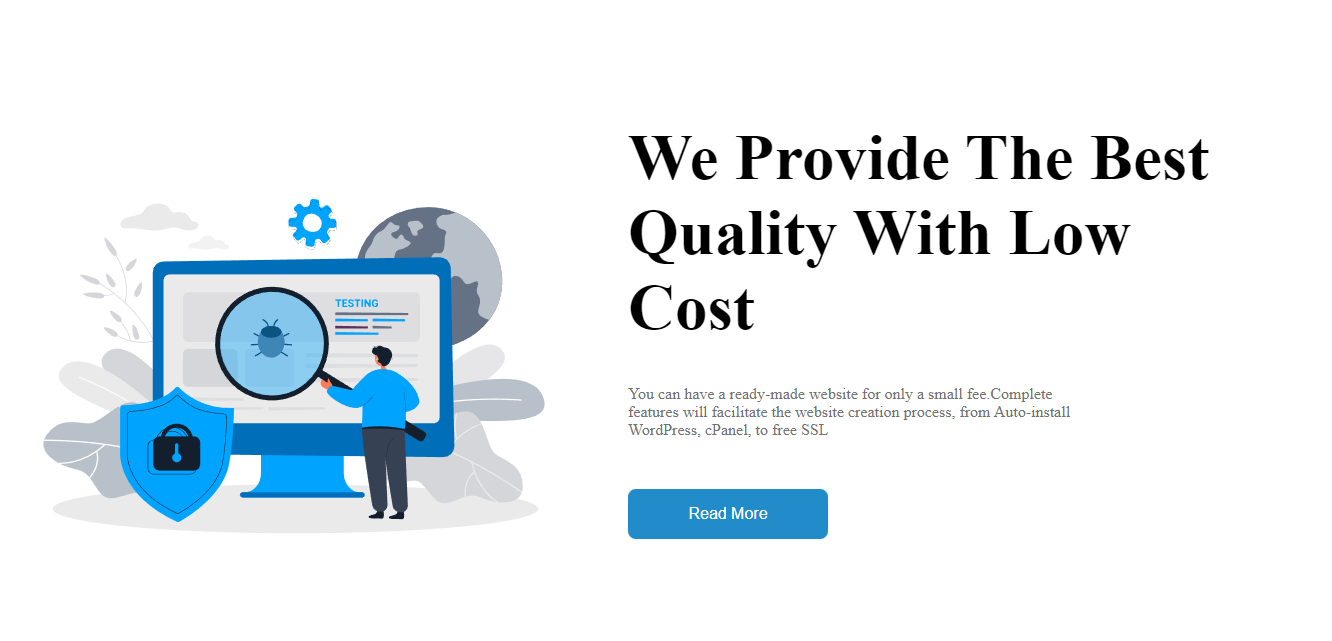 We Provide The Best
Quality With Low
Cost
TESTING
You can have a ready-made website for only a small fee.Complete
features will facilitate the website creation process, from Auto-install
WordPress, cPanel, to free SSL
Read More